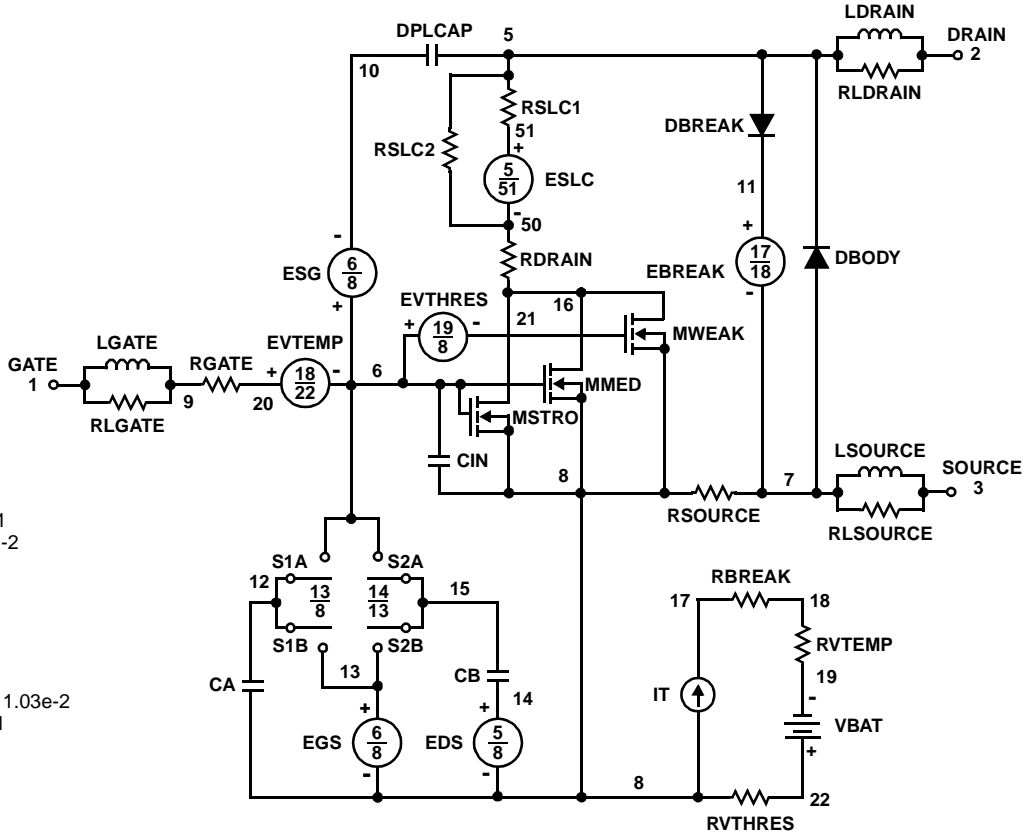 LDRAIN
DPLCAP
5
DRAIN
2
10
RLDRAIN
RSLC1
DBREAK
51
+
RSLC2
5
51
ESLC
11
-
50
-
+
RDRAIN
17
18
DBODY
6
8
ESG
EBREAK
EVTHRES
16
-
+
21
+
19
8
-
MWEAK
LGATE
EVTEMP
GATE
1
RGATE
+
18
22
-
6
MMED
9
20
MSTRO
RLGATE
LSOURCE
CIN
8
7
SOURCE
3
RSOURCE
RLSOURCE
1
-2
S1A
S2A
12
13
8
14
13
15
RBREAK
17
18
S1B
S2B
RVTEMP
13
CB
19
CA
14
IT
-
1.03e-2
+
+
VBAT
EGS
6
8
EDS
5
8
+
-
-
8
22
RVTHRES